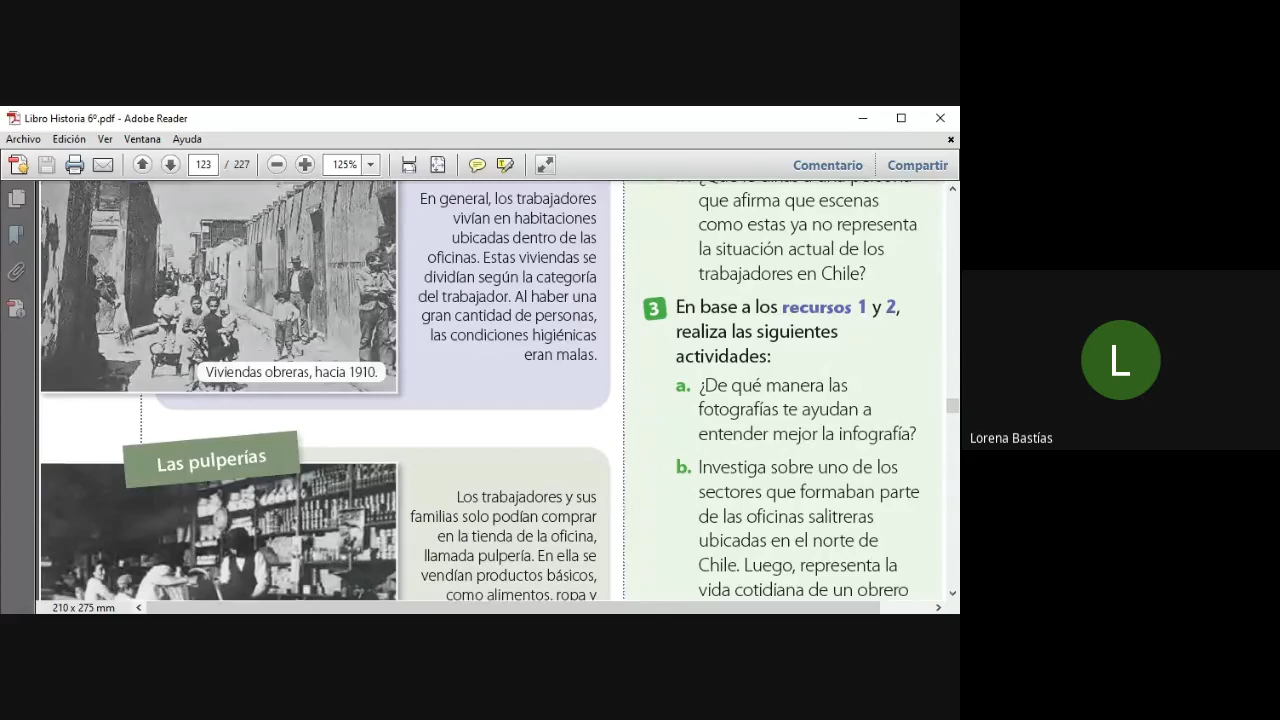 Libro Historia 6º.pdf - Adobe Reader
Archivo Edición Ver Ventana Ayuda
123 / 227 125% Comentario Compartir
En general, los trabajadores
vivían en habitaciones
ubicadas dentro de las
oficinas. Estas viviendas se
dividían según la categoría
del trabajador. Al haber una
gran cantidad de personas,
las condiciones higiénicas
eran malas.
Viviendas obreras, hacia 1910.
Las pulperías
Los trabajadores y sus
familias solo podían comprar
en la tienda de la oficina,
llamada pulpería. En ella se
vendían productos básicos,
como alimentos, ropa y
que afirma que escenas
como estas ya no representa
la situación actual de los
trabajadores en Chile?
3 En base a los recursos 1 y 2,
realiza las siguientes
actividades:
a. ¿De qué manera las
fotografías te ayudan a
entender mejor la infografía?
b. Investiga sobre uno de los
sectores que formaban parte
de las oficinas salitreras
ubicadas en el norte de
Chile. Luego, representa la
vida cotidiana de un obrero
210 x 275 mm
L
Lorena Bastías